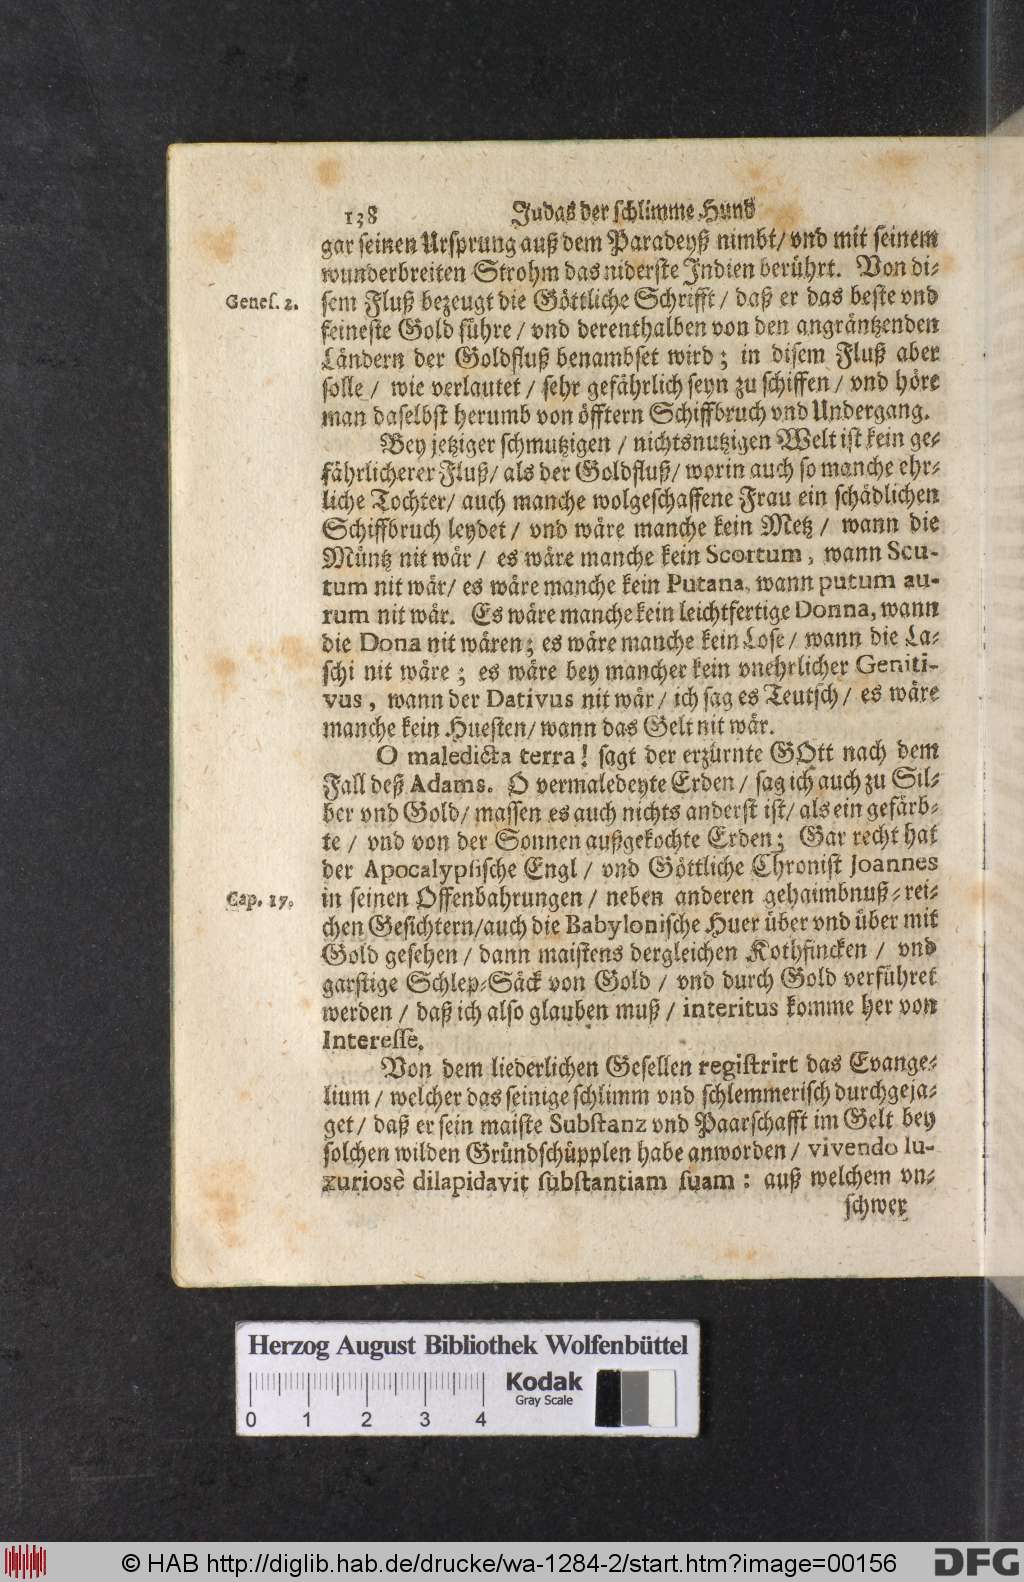 138 Judas der schlimme Hund
gar seinen Ursprung auß dem Paradeyß nimbt/ vnd mit seinem
wunderbreiten Strohm das niderste Indien berührt. Von di-
Genes. 2. sem Fluß bezeugt die Göttliche Schrifft / daß er das beste vnd
feineste Gold führe / vnd derenthalben von den angräntzenden
Ländern der Goldfluß benambset wird; in disem Fluß aber
solle / wie verlautet / sehr gefährlich seyn zu schiffen / vnd höre
man daselbst herumb von öfftern Schiffbruch vnd Undergang.
Bey jetziger schmutzigen / nichtsnutzigen Welt ist kein ge-
fährlicherer Fluß/ als der Goldfluß/ worin auch so manche ehr-
liche Tochter/ auch manche wolgeschaffene Frau ein schädlichen
Schiffbruch leydet / vnd wäre manche kein Metz / wann die
Müntz nit wär / es wäre manche kein Scortum, wann Scu-
tum nit wär/ es wäre manche kein Putana, wann putum au-
rum nit wär. Es wäre manche kein leichtfertige Donna, wann
die Dona nit wären; es wäre manche kein Lose / wann die La-
schi nit wäre ; es wäre bey mancher kein vnehrlicher Geniti-
vus, wann der Dativus nit wär / ich sag es Teutsch / es wäre
manche kein Huesten/ wann das Gelt nit wär.
O maledicta terra! sagt der erzürnte GOtt nach dem
Fall deß Adams. O vermaledeyte Erden / sag ich auch zu Sil-
ber vnd Gold/ massen es auch nichts anderst ist/ als ein gefärb-
te / vnd von der Sonnen außgekochte Erden; Gar recht hat
der Apocalypsische Engl / vnd Göttliche Chronist Joannes
Cap. 17. in seinen Offenbahrungen / neben anderen gehaimbnuß-rei-
chen Gesichtern/auch die Babylonische Huer über vnd über mit
Gold gesehen / dann maistens dergleichen Kothfincken / vnd
garstige Schlep-Säck von Gold / vnd durch Gold verführet
werden / daß ich also glauben muß / interitus komme her von
Interesse.
Von dem liederlichen Gesellen registrirt das Evange-
lium / welcher das seinige schlimm vnd schlemmerisch durchgeja-
get / daß er sein maiste Substanz vnd Paarschafft im Gelt bey
solchen wilden Gründschüpplen habe anworden / vivendo lu-
xuriosè dilapidavit substantiam suam: auß welchem vn-
schwer
Herzog August Bibliothek Wolfenbüttel
0 1 2 3 4
Kodak
Gray Scale
© HAB http://diglib.hab.de/drucke/wa-1284-2/start.htm?image=00156
DFG